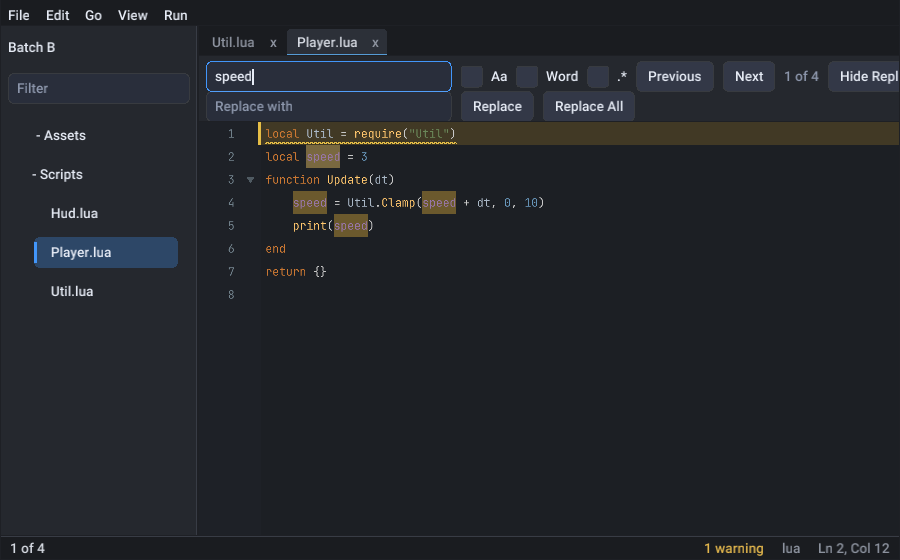 File Edit Go View Run
Batch B
Util.lua x Player.lua x
Filter
speed
Aa Word .* Previous Next 1 of 4 Hide Repl
Replace with Replace Replace All
- Assets
- Scripts
Hud.lua
Player.lua
Util.lua
1 local Util = require("Util")
2 local speed = 3
3 function Update(dt)
4 speed = Util.Clamp(speed + dt, 0, 10)
5 print(speed)
6 end
7 return {}
8
1 of 4 1 warning lua Ln 2, Col 12